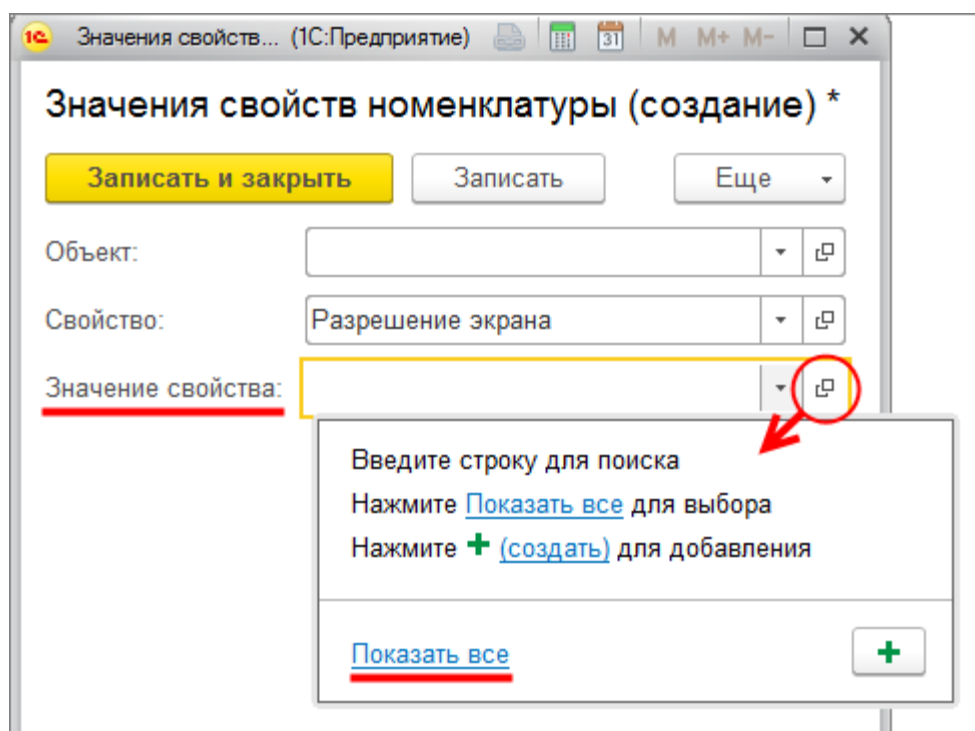 1С Значения свойств... (1С:Предприятие) 31 M M+ M-
Значения свойств номенклатуры (создание) *
Записать и закрыть Записать Еще
Объект:
Свойство: Разрешение экрана
Значение свойства:
Введите строку для поиска
Нажмите Показать все для выбора
Нажмите + (создать) для добавления
Показать все +